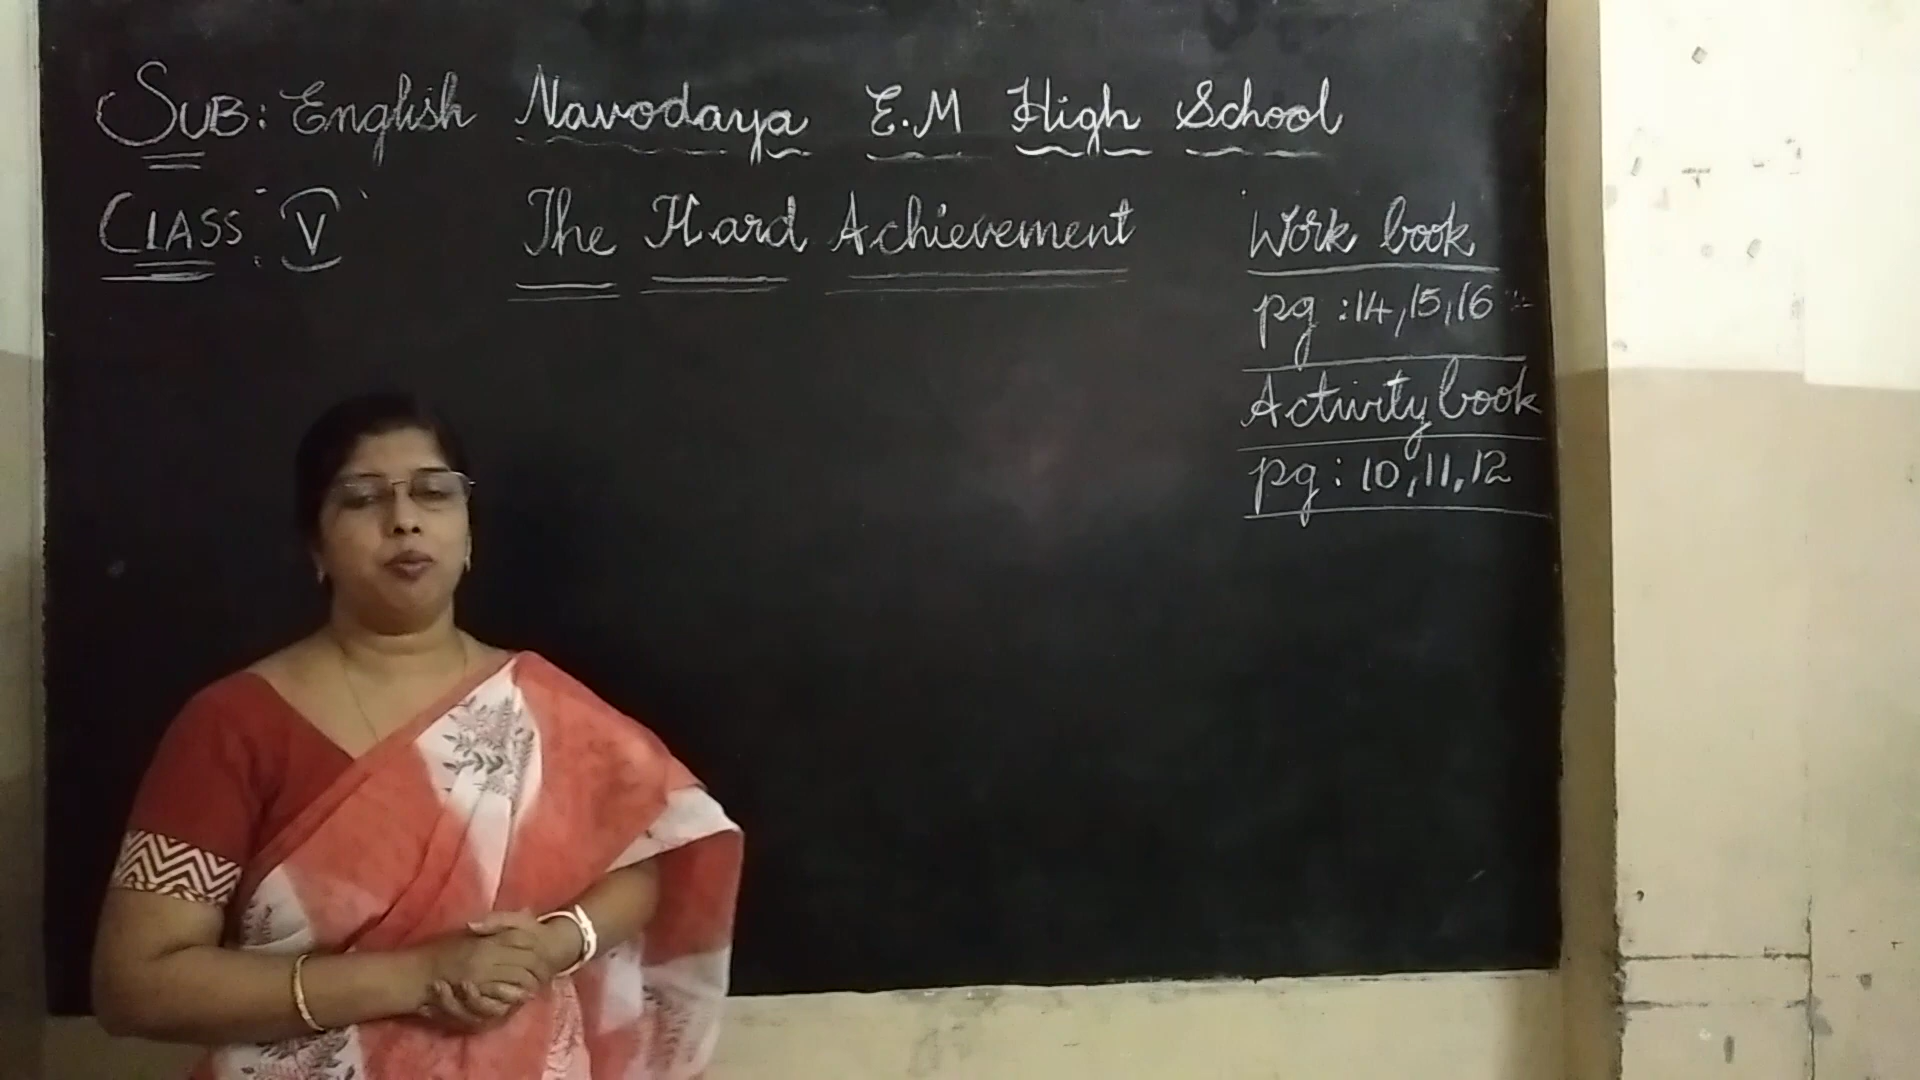 SUB: English Navodaya E.M High School
CLASS: V The Hard Achievement
Work book
pg :14,15,16
Activity book
pg: 10,11,12